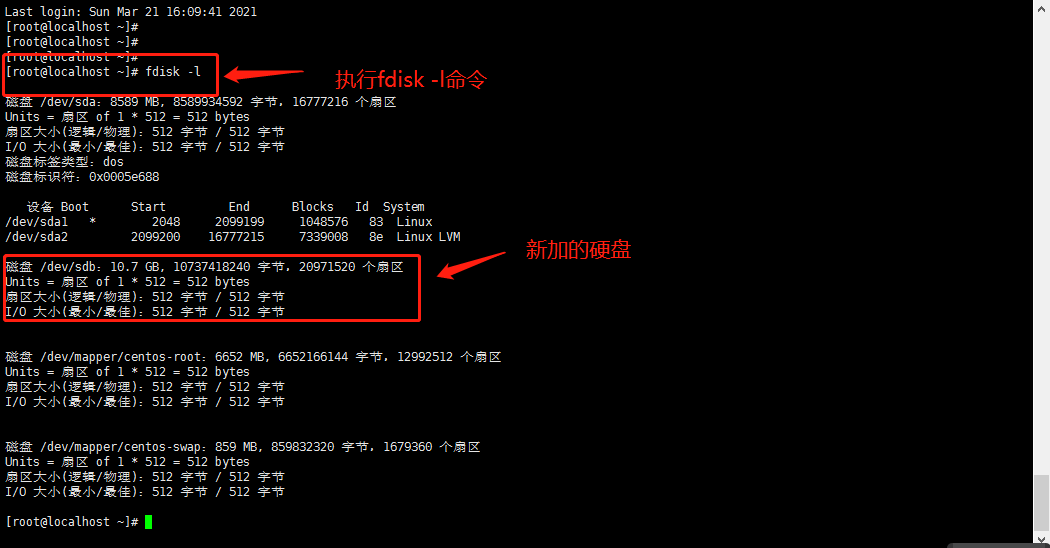 Last login: Sun Mar 21 16:09:41 2021
[root@localhost ~]#
[root@localhost ~]#
[root@localhost ~]#
[root@localhost ~]# fdisk -l
执行fdisk -l命令
磁盘 /dev/sda：8589 MB, 8589934592 字节，16777216 个扇区
Units = 扇区 of 1 * 512 = 512 bytes
扇区大小(逻辑/物理)：512 字节 / 512 字节
I/O 大小(最小/最佳)：512 字节 / 512 字节
磁盘标签类型：dos
磁盘标识符：0x0005e688
设备 Boot Start End Blocks Id System
/dev/sda1 * 2048 2099199 1048576 83 Linux
/dev/sda2 2099200 16777215 7339008 8e Linux LVM
新加的硬盘
磁盘 /dev/sdb：10.7 GB, 10737418240 字节，20971520 个扇区
Units = 扇区 of 1 * 512 = 512 bytes
扇区大小(逻辑/物理)：512 字节 / 512 字节
I/O 大小(最小/最佳)：512 字节 / 512 字节
磁盘 /dev/mapper/centos-root：6652 MB, 6652166144 字节，12992512 个扇区
Units = 扇区 of 1 * 512 = 512 bytes
扇区大小(逻辑/物理)：512 字节 / 512 字节
I/O 大小(最小/最佳)：512 字节 / 512 字节
磁盘 /dev/mapper/centos-swap：859 MB, 859832320 字节，1679360 个扇区
Units = 扇区 of 1 * 512 = 512 bytes
扇区大小(逻辑/物理)：512 字节 / 512 字节
I/O 大小(最小/最佳)：512 字节 / 512 字节
[root@localhost ~]#